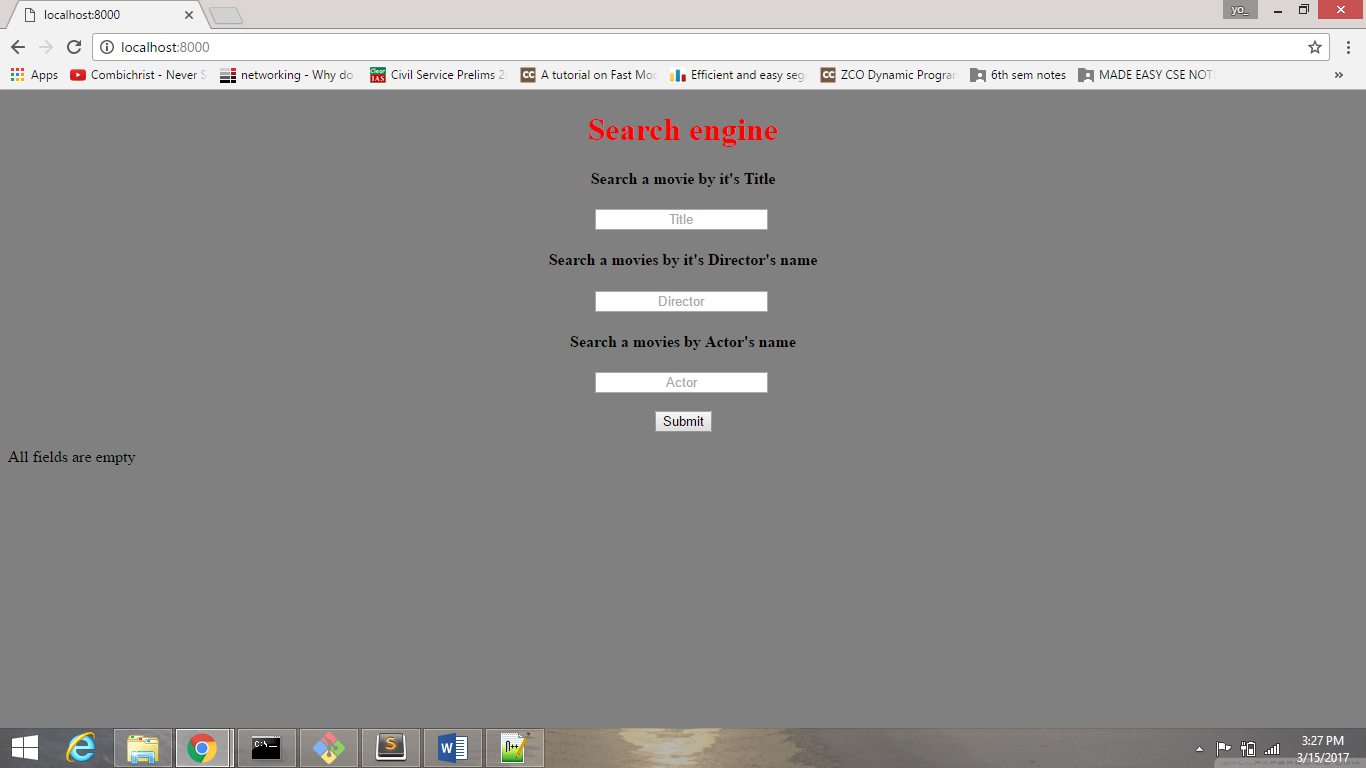 localhost:8000
yo_
localhost:8000
Apps
Combichrist - Never S
networking - Why do
Civil Service Prelims 2
A tutorial on Fast Mo
Efficient and easy seg
ZCO Dynamic Program
6th sem notes
MADE EASY CSE NOT
»
Search engine
Search a movie by it's Title
Title
Search a movies by it's Director's name
Director
Search a movies by Actor's name
Actor
Submit
All fields are empty
3:27 PM
3/15/2017